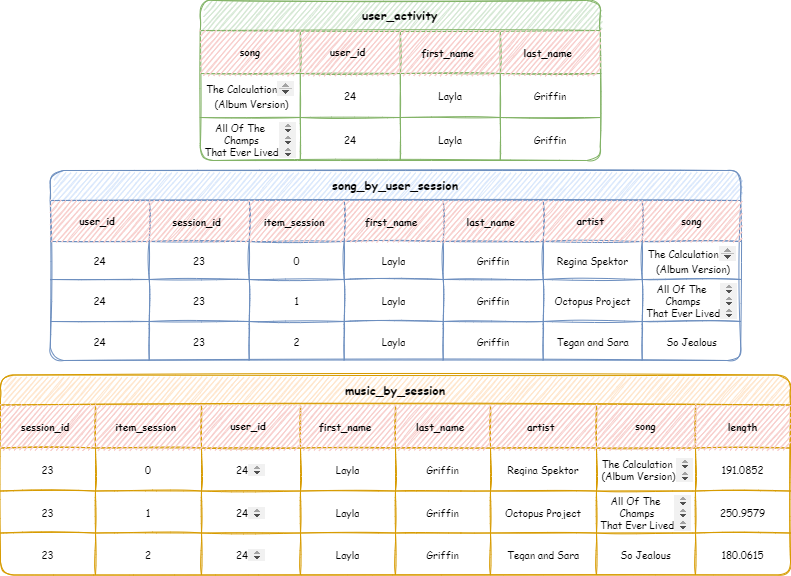 user_activity
song user_id first_name last_name
The Calculation
(Album Version) 24 Layla Griffin
All Of The
Champs
That Ever Lived 24 Layla Griffin
song_by_user_session
user_id session_id item_session first_name last_name artist song
24 23 0 Layla Griffin Regina Spektor The Calculation
(Album Version)
24 23 1 Layla Griffin Octopus Project All Of The
Champs
That Ever Lived
24 23 2 Layla Griffin Tegan and Sara So Jealous
music_by_session
session_id item_session user_id first_name last_name artist song length
23 0 24 Layla Griffin Regina Spektor The Calculation
(Album Version) 191.0852
23 1 24 Layla Griffin Octopus Project All Of The
Champs
That Ever Lived 250.9579
23 2 24 Layla Griffin Tegan and Sara So Jealous 180.0615